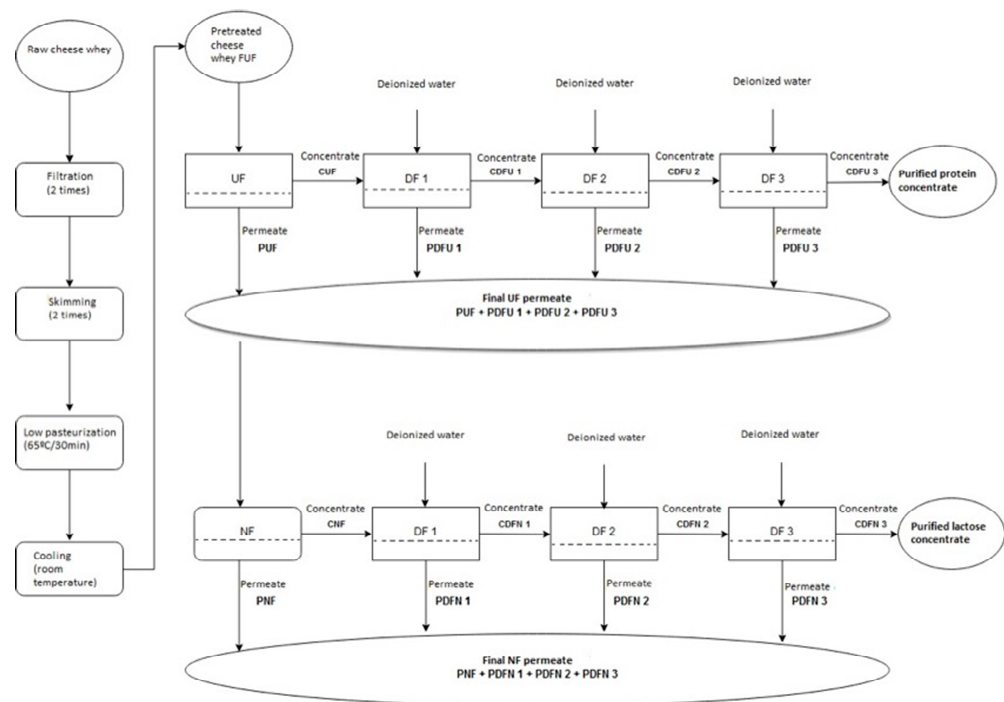 Raw cheese whey
Filtration
(2 times)
Skimming
(2 times)
Low pasteurization
(65ºC/30min)
Cooling
(room
temperature)
Pretreated
cheese
whey FUF
Deionized water
Deionized water
Deionized water
UF
Concentrate
CUF
DF 1
Concentrate
CDFU 1
DF 2
Concentrate
CDFU 2
DF 3
Concentrate
CDFU 3
Purified protein
concentrate
Permeate
PUF
Permeate
PDFU 1
Permeate
PDFU 2
Permeate
PDFU 3
Final UF permeate
PUF + PDFU 1 + PDFU 2 + PDFU 3
Deionized water
Deionized water
Deionized water
NF
Concentrate
CNF
DF 1
Concentrate
CDFN 1
DF 2
Concentrate
CDFN 2
DF 3
Concentrate
CDFN 3
Purified lactose
concentrate
Permeate
PNF
Permeate
PDFN 1
Permeate
PDFN 2
Permeate
PDFN 3
Final NF permeate
PNF + PDFN 1 + PDFN 2 + PDFN 3